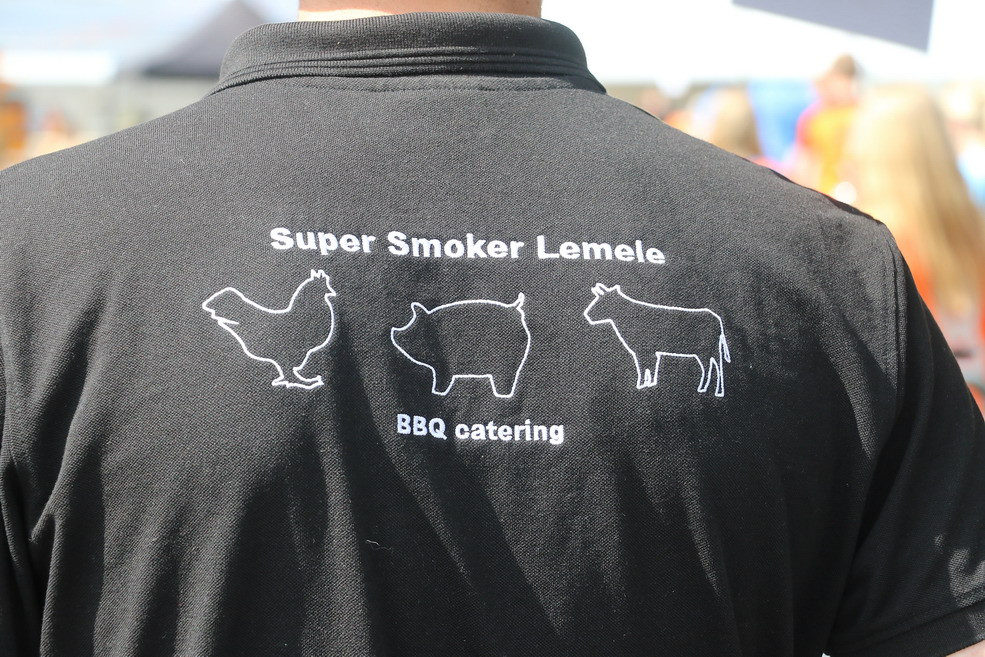 Super Smoker Lemele
BBQ catering